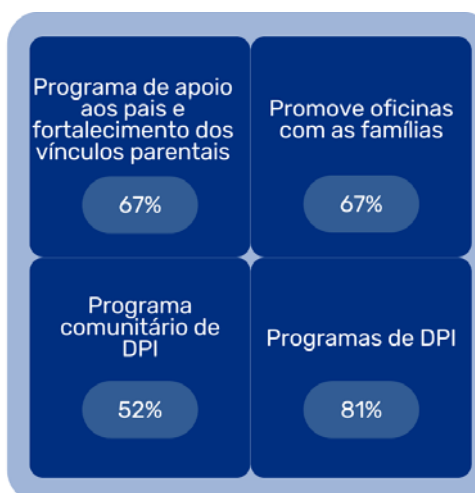 Programa de apoio
aos pais e
fortalecimento dos
vínculos parentais
67%
Promove oficinas
com as famílias
67%
Programa
comunitário de
DPI
52%
Programas de DPI
81%